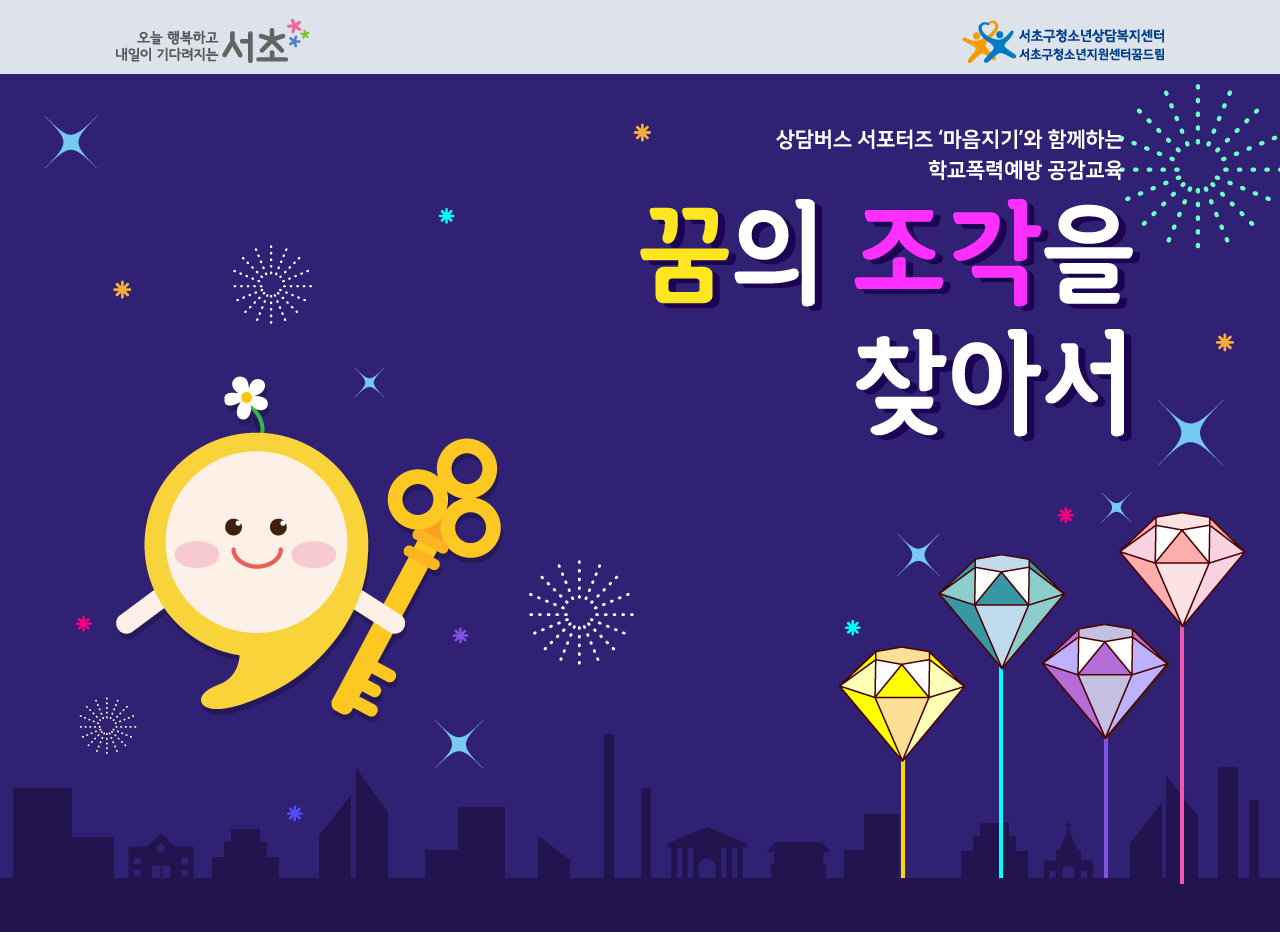 오늘 행복하고
내일이 기다려지는 서초
서초구청소년상담복지센터
서초구청소년지원센터꿈드림
상담버스 서포터즈 ‘마음지기’와 함께하는
학교폭력예방 공감교육
꿈의 조각을
찾아서